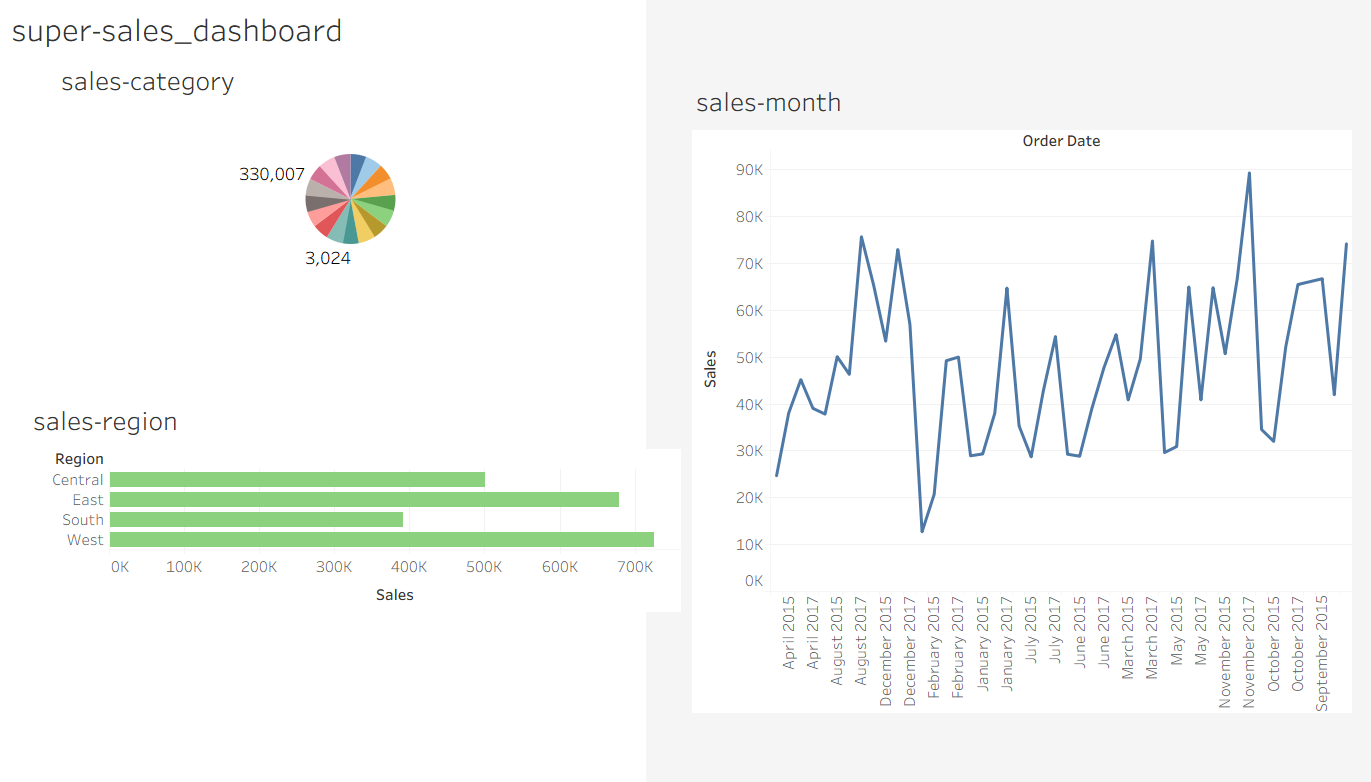 super-sales_dashboard
sales-category
330,007
3,024
sales-region
Region
Central
East
South
West
0K 100K 200K 300K 400K 500K 600K 700K
Sales
sales-month
Order Date
90K
80K
70K
60K
50K
40K
30K
20K
10K
0K
Sales
April 2015
April 2017
August 2015
August 2017
December 2015
December 2017
February 2015
February 2017
January 2015
January 2017
July 2015
July 2017
June 2015
June 2017
March 2015
March 2017
May 2015
May 2017
November 2015
November 2017
October 2015
October 2017
September 2015